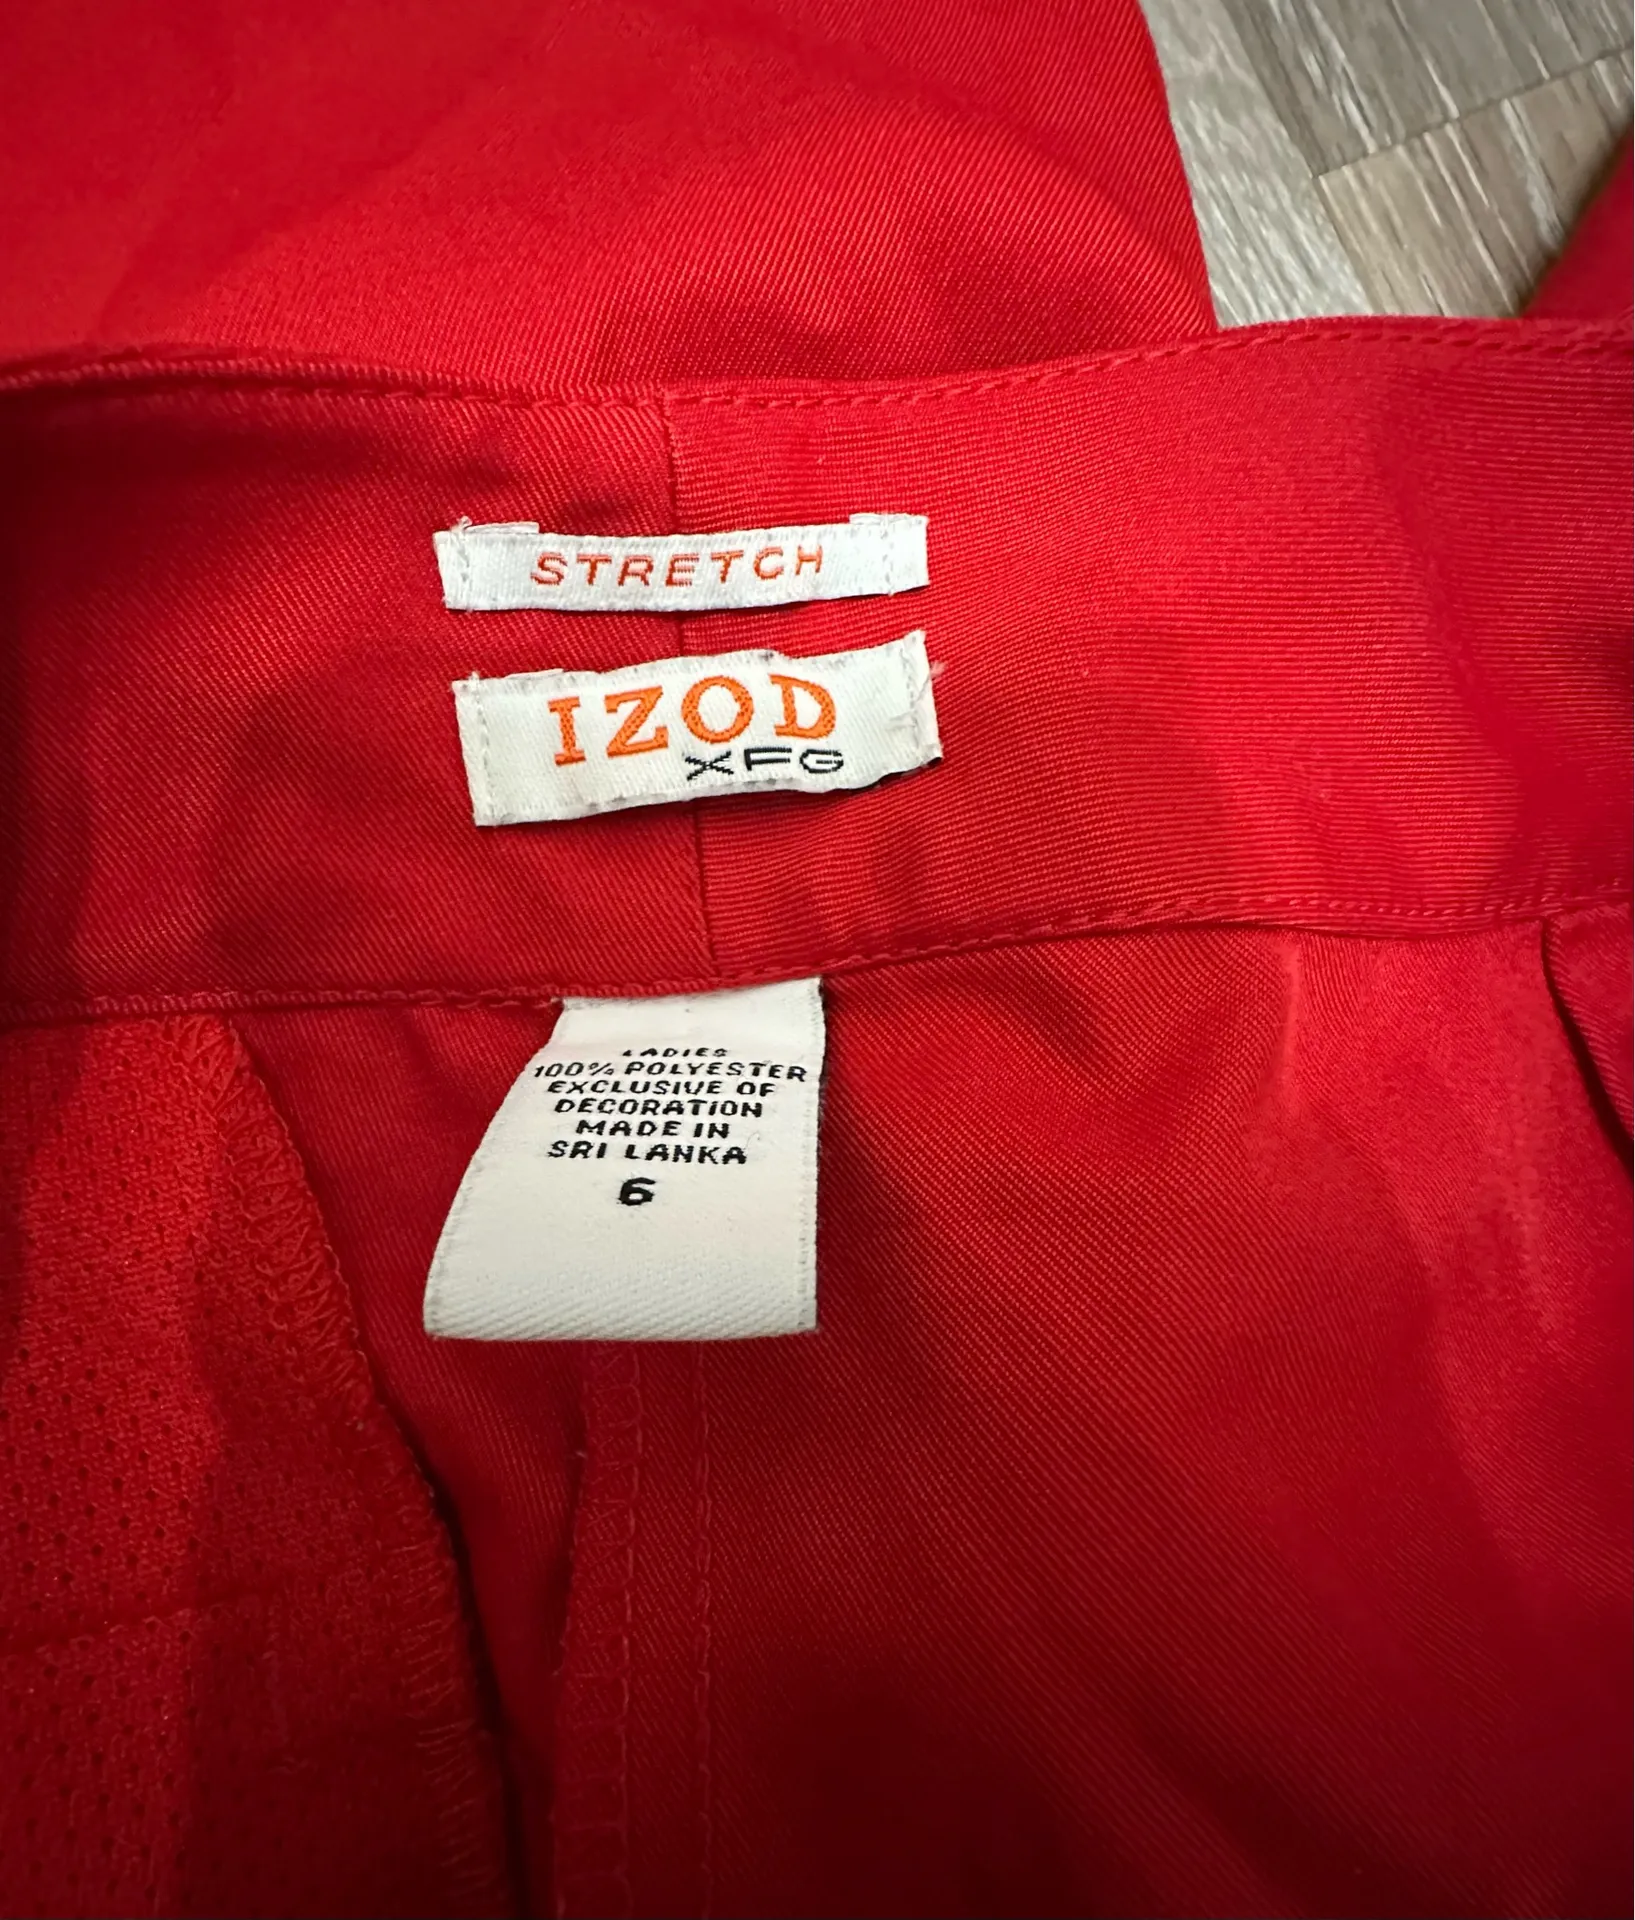 STRETCH
IZOD
XFG
LADIES
100% POLYESTER
EXCLUSIVE OF
DECORATION
MADE IN
SRI LANKA
6